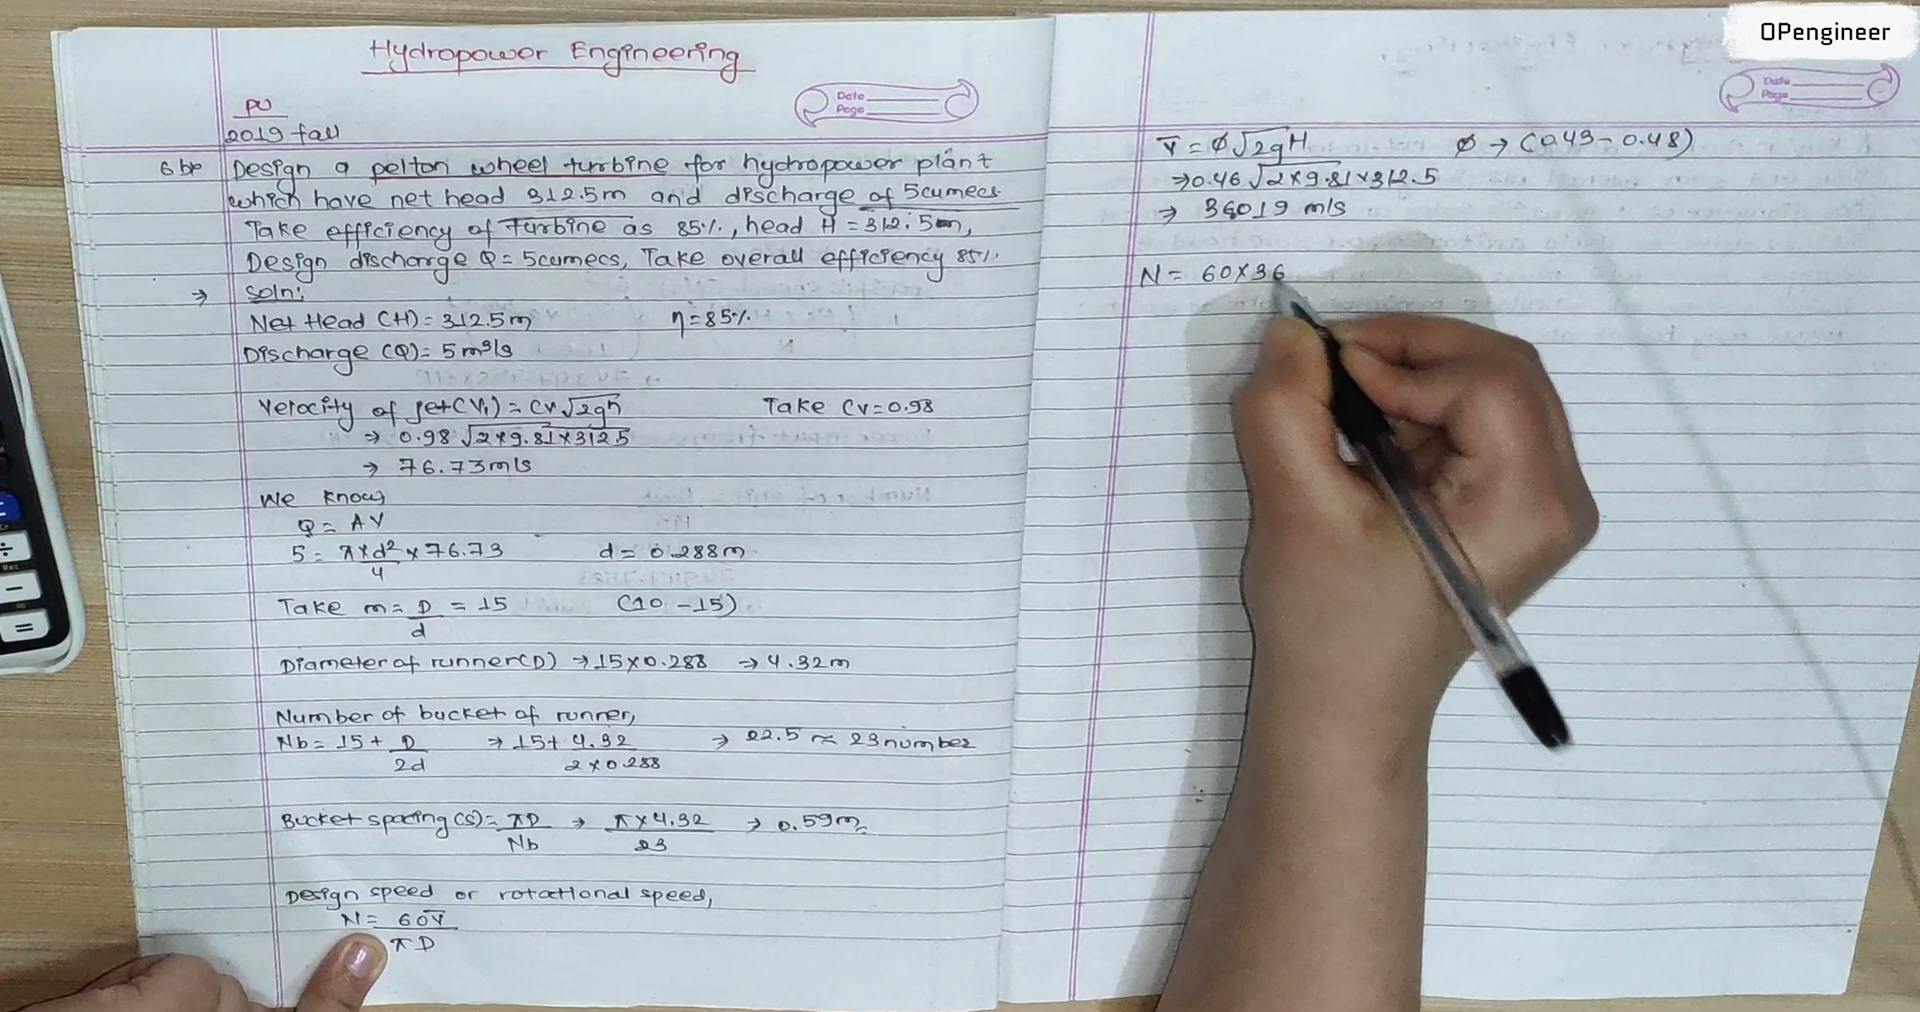 OPengineer
Hydropower Engineering
Date
Page
PU
2019 fall
6 b) Design a pelton wheel turbine for hydropower plant
which have net head 312.5m and discharge of 5cumecs.
Take efficiency of turbine as 85%, head H = 312.5m,
Design discharge Q = 5cumecs, Take overall efficiency 85%.
⇒ Soln:
Net Head (H) = 312.5m η = 85%
Discharge (Q) = 5 m³/s
Velocity of jet (V₁) = Cv√2gh Take Cv = 0.98
⇒ 0.98 √2×9.81×312.5
⇒ 76.73 m/s
We know,
Q = AV
5 = π×d²/4 × 76.73 d = 0.288m
Take m = D/d = 15 (10 - 15)
Diameter of runner (D) ⇒ 15×0.288 ⇒ 4.32m
Number of bucket of runner,
Nb = 15 + D/2d ⇒ 15 + 4.32/2×0.288 ⇒ 22.5 ≈ 23 number
Bucket spacing (s) = πD/Nb ⇒ π×4.32/23 ⇒ 0.59m
Design speed or rotational speed,
N = 60V̄/πD
Date
Page
V̄ = Ø√2gH Ø → (0.43 - 0.48)
⇒ 0.46 √2×9.81×312.5
⇒ 36.019 m/s
N = 60×36